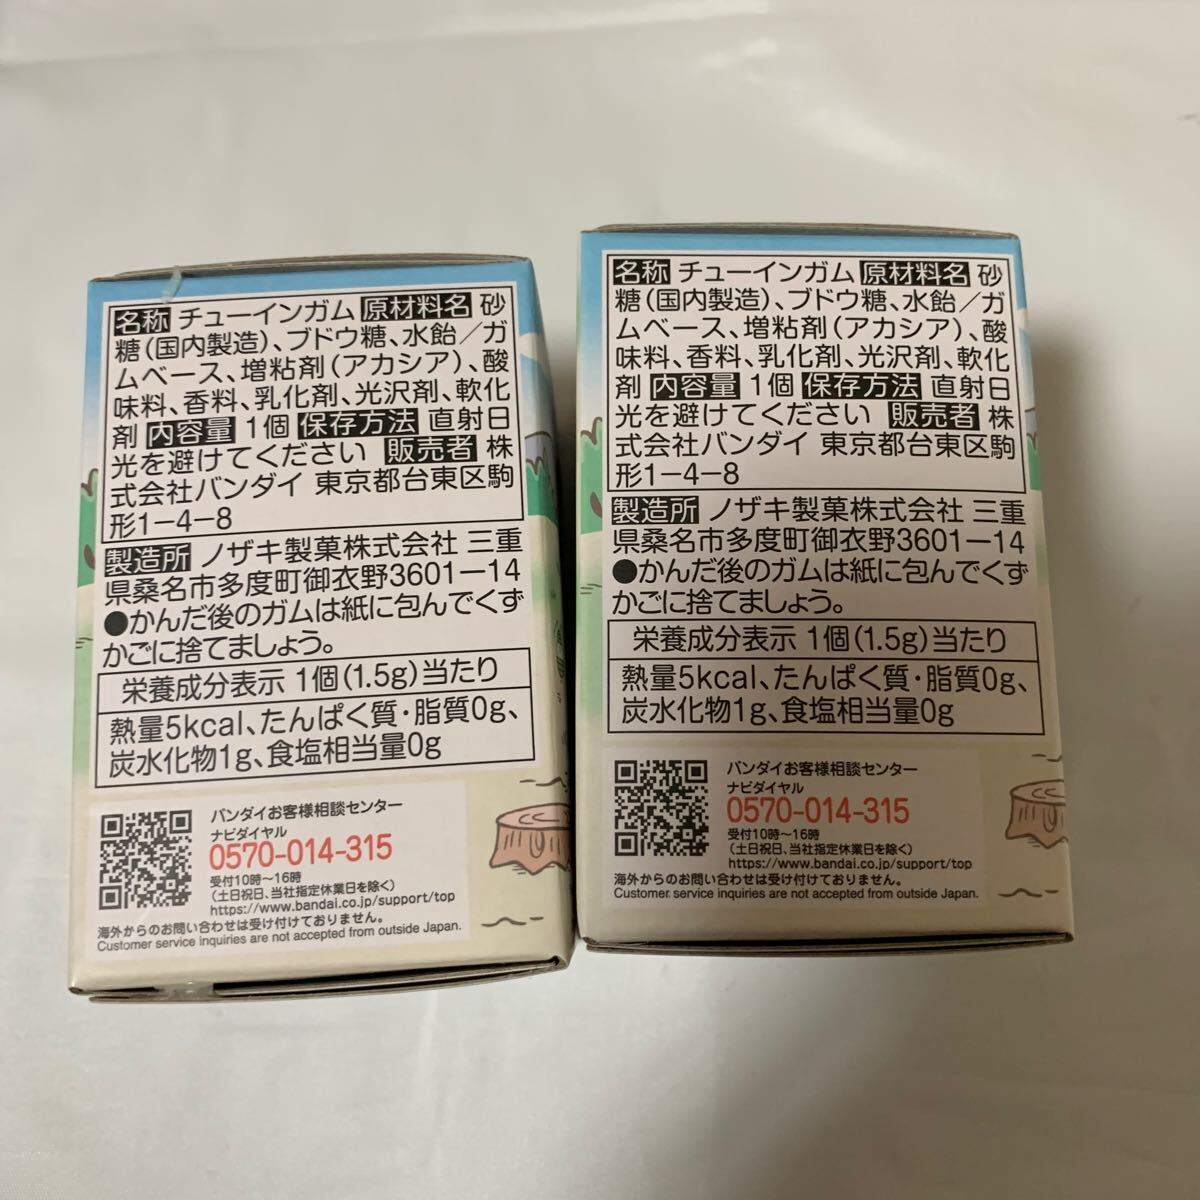 名称 チューインガム 原材料名 砂
糖(国内製造)、ブドウ糖、水飴／ガ
ムベース、増粘剤(アカシア)、酸
味料、香料、乳化剤、光沢剤、軟化
剤 内容量 1個 保存方法 直射日
光を避けてください 販売者 株
式会社バンダイ 東京都台東区駒
形1-4-8
製造所 ノザキ製菓株式会社 三重
県桑名市多度町御衣野3601-14
●かんだ後のガムは紙に包んでくず
かごに捨てましょう。
栄養成分表示 1個(1.5g)当たり
熱量5kcal、たんぱく質・脂質0g、
炭水化物1g、食塩相当量0g
バンダイお客様相談センター
ナビダイヤル
0570-014-315
受付10時～16時
(土日祝日、当社指定休業日を除く)
https://www.bandai.co.jp/support/top
海外からのお問い合わせは受け付けておりません。
Customer service inquiries are not accepted from outside Japan.
名称 チューインガム 原材料名 砂
糖(国内製造)、ブドウ糖、水飴／ガ
ムベース、増粘剤(アカシア)、酸
味料、香料、乳化剤、光沢剤、軟化
剤 内容量 1個 保存方法 直射日
光を避けてください 販売者 株
式会社バンダイ 東京都台東区駒
形1-4-8
製造所 ノザキ製菓株式会社 三重
県桑名市多度町御衣野3601-14
●かんだ後のガムは紙に包んでくず
かごに捨てましょう。
栄養成分表示 1個(1.5g)当たり
熱量5kcal、たんぱく質・脂質0g、
炭水化物1g、食塩相当量0g
バンダイお客様相談センター
ナビダイヤル
0570-014-315
受付10時～16時
(土日祝日、当社指定休業日を除く)
https://www.bandai.co.jp/support/top
海外からのお問い合わせは受け付けておりません。
Customer service inquiries are not accepted from outside Japan.